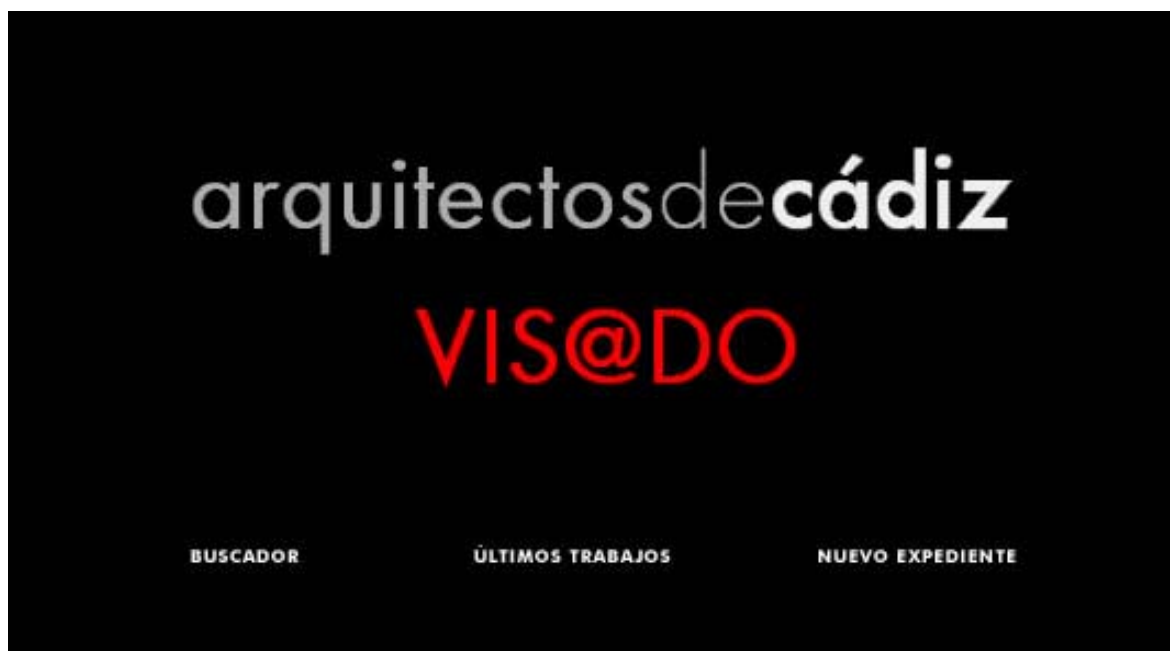 arquitectosdecádiz
VIS@DO
BUSCADOR ÚLTIMOS TRABAJOS NUEVO EXPEDIENTE